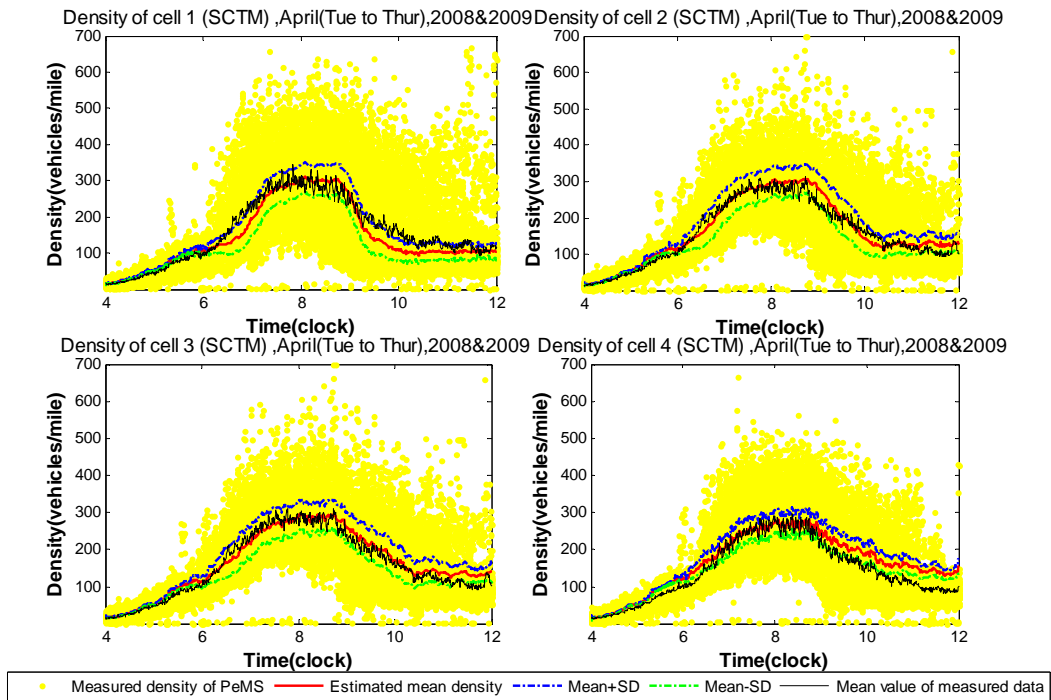 Density of cell 1 (SCTM) ,April(Tue to Thur),2008&2009
Density(vehicles/mile)
700
600
500
400
300
200
100
4 6 8 10 12
Time(clock)
Density of cell 2 (SCTM) ,April(Tue to Thur),2008&2009
Density(vehicles/mile)
700
600
500
400
300
200
100
4 6 8 10 12
Time(clock)
Density of cell 3 (SCTM) ,April(Tue to Thur),2008&2009
Density(vehicles/mile)
700
600
500
400
300
200
100
4 6 8 10 12
Time(clock)
Density of cell 4 (SCTM) ,April(Tue to Thur),2008&2009
Density(vehicles/mile)
700
600
500
400
300
200
100
4 6 8 10 12
Time(clock)
Measured density of PeMS Estimated mean density Mean+SD Mean-SD Mean value of measured data